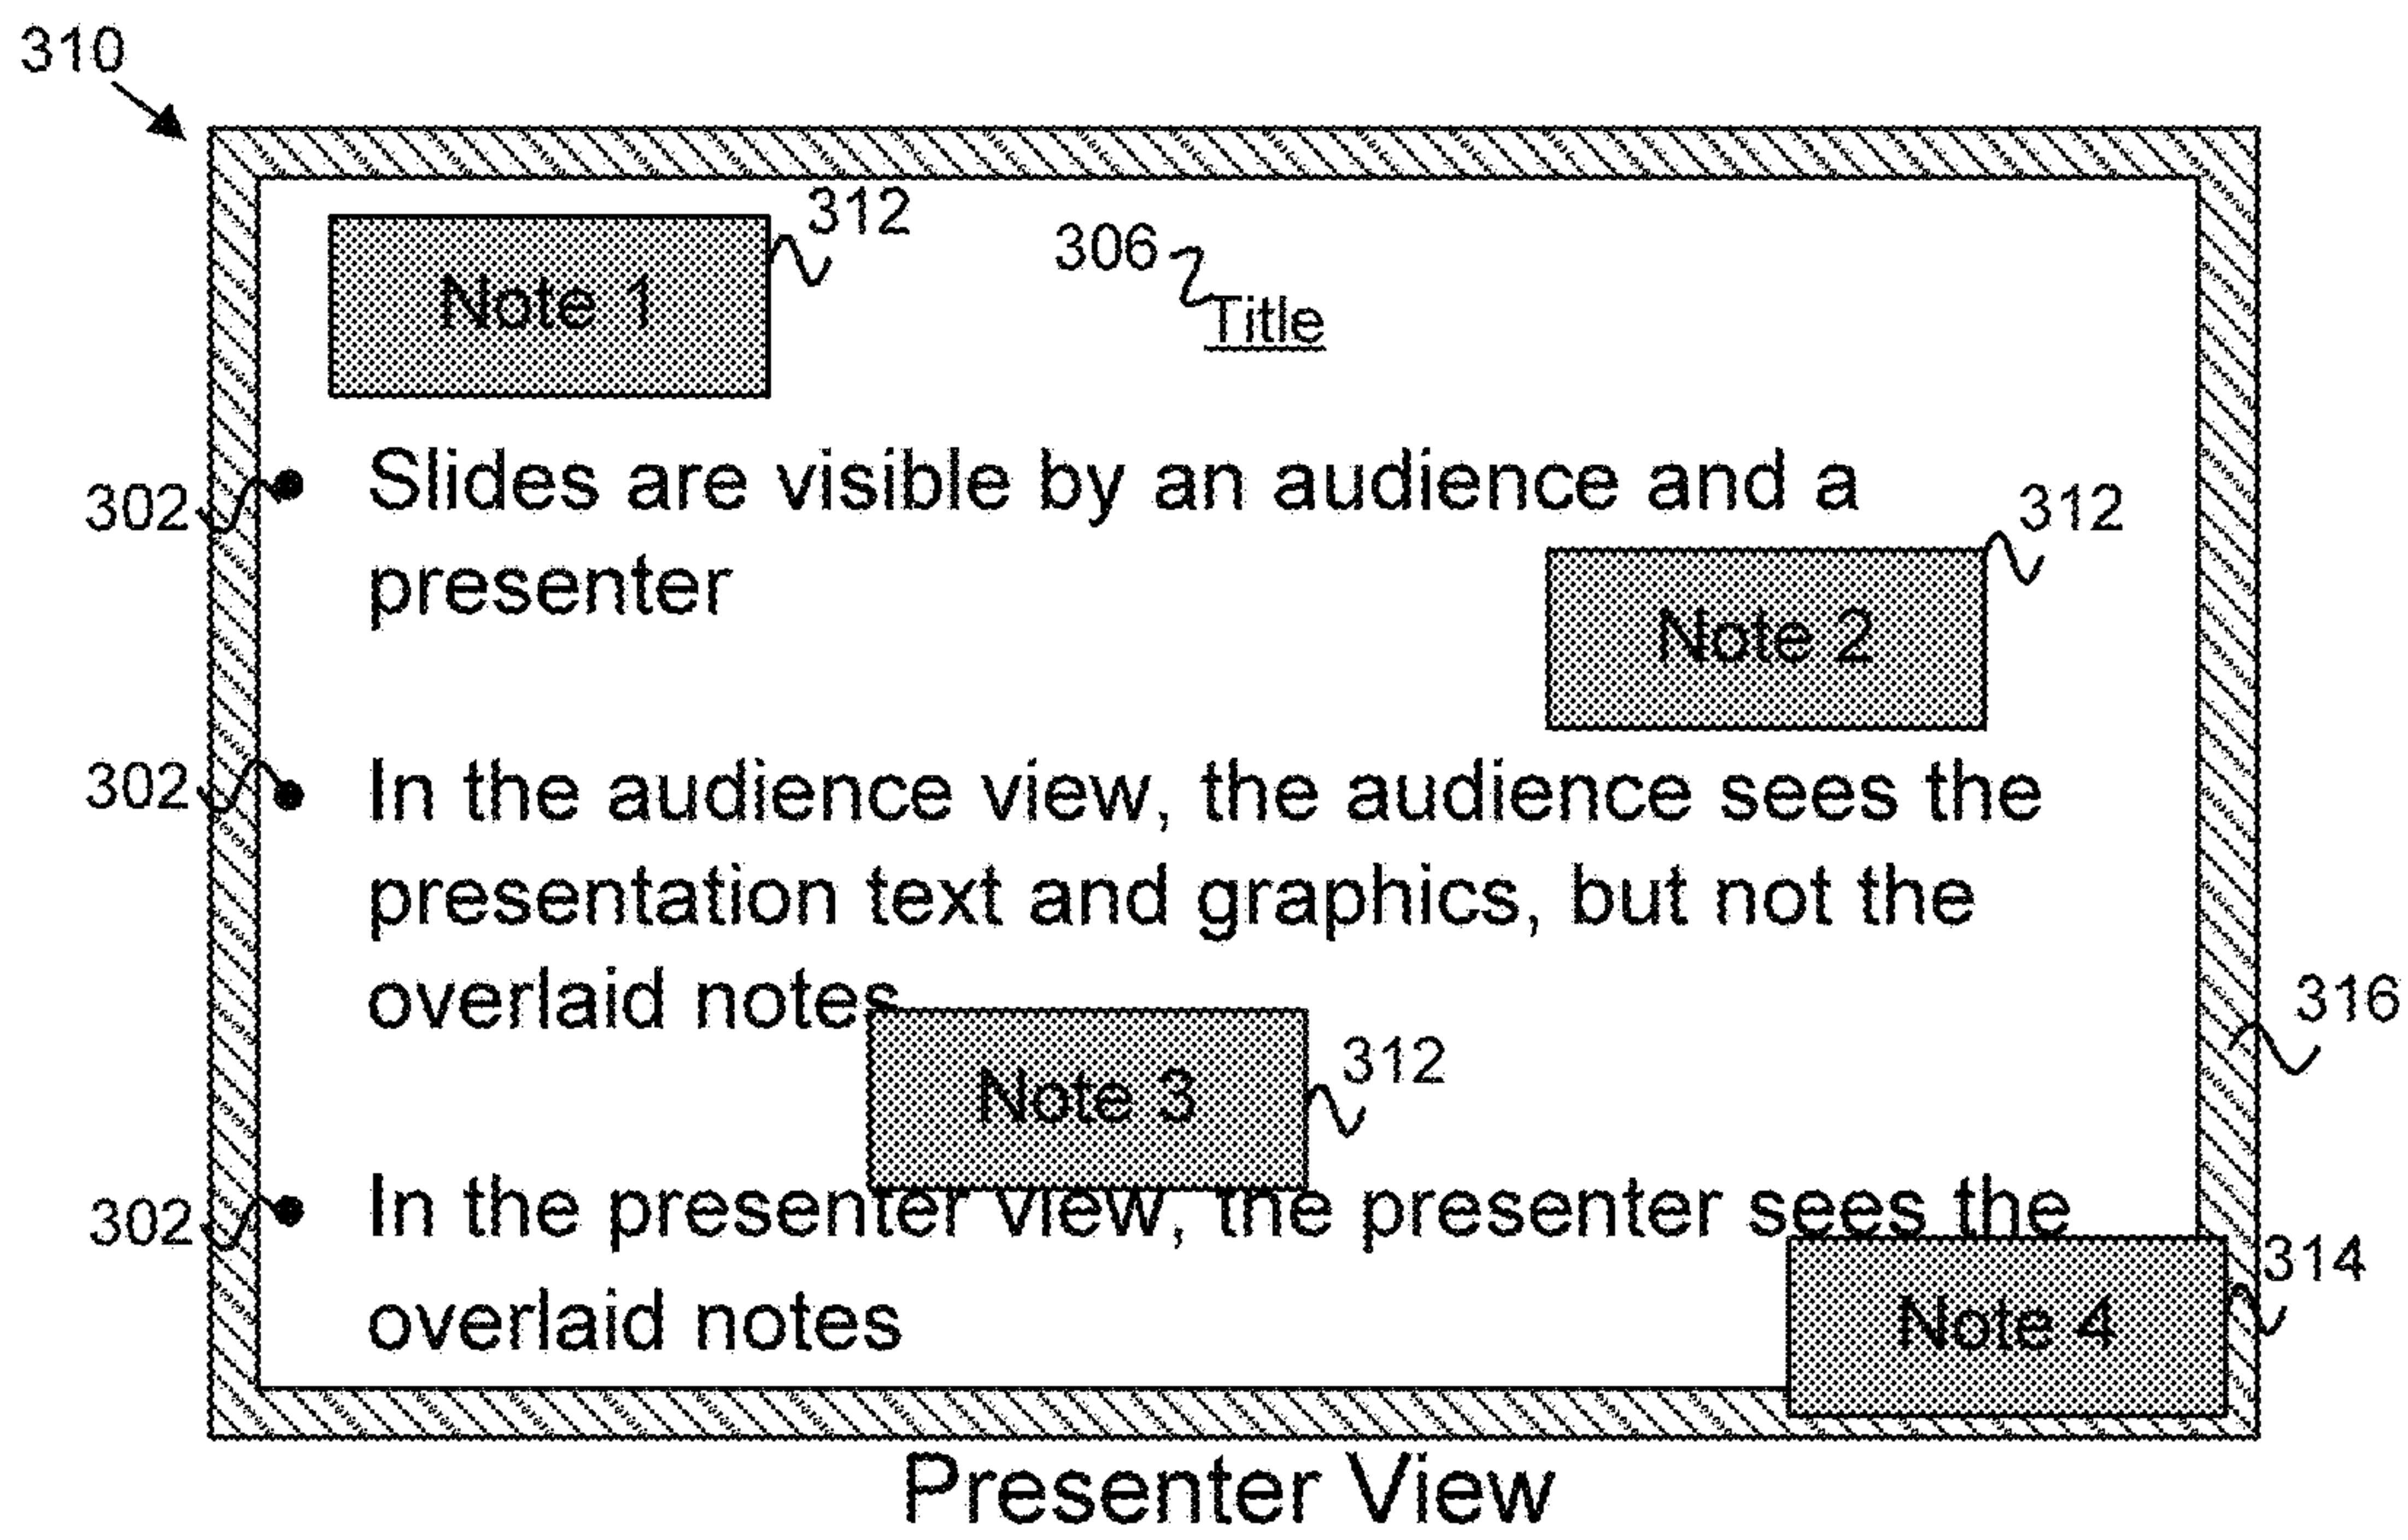 310
312
Note 1
306
Title
302
Slides are visible by an audience and a
presenter
312
Note 2
302
In the audience view, the audience sees the
presentation text and graphics, but not the
overlaid notes
316
Note 3
312
302
In the presenter view, the presenter sees the
overlaid notes
314
Note 4
Presenter View